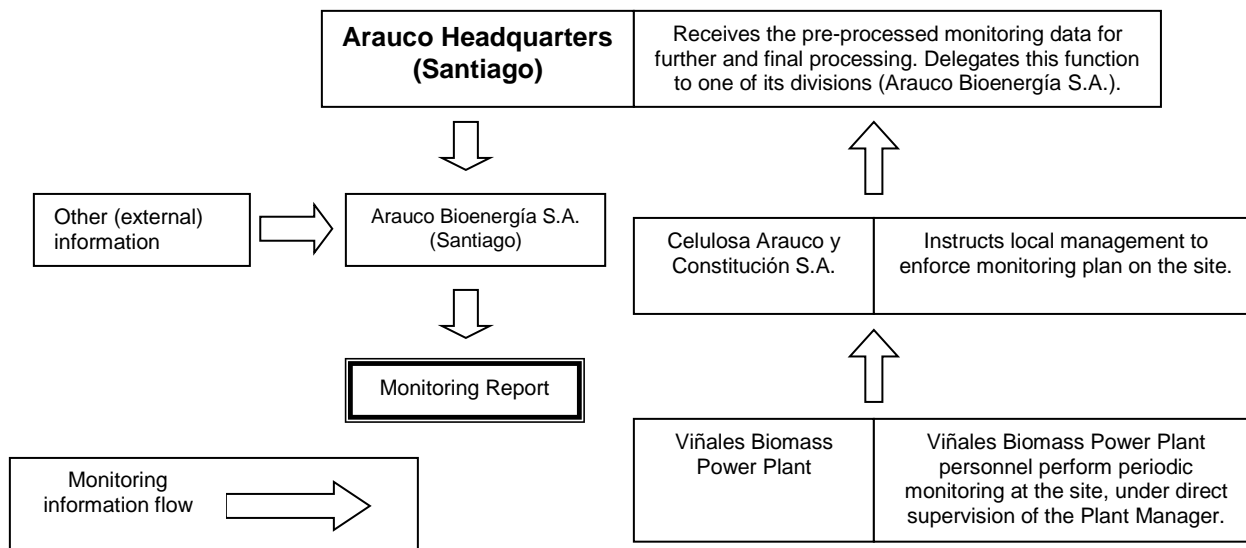 Arauco Headquarters
(Santiago)
Receives the pre-processed monitoring data for
further and final processing. Delegates this function
to one of its divisions (Arauco Bioenergía S.A.).
Other (external)
information
Arauco Bioenergía S.A.
(Santiago)
Celulosa Arauco y
Constitución S.A.
Instructs local management to
enforce monitoring plan on the site.
Monitoring Report
Viñales Biomass
Power Plant
Viñales Biomass Power Plant
personnel perform periodic
monitoring at the site, under direct
supervision of the Plant Manager.
Monitoring
information flow